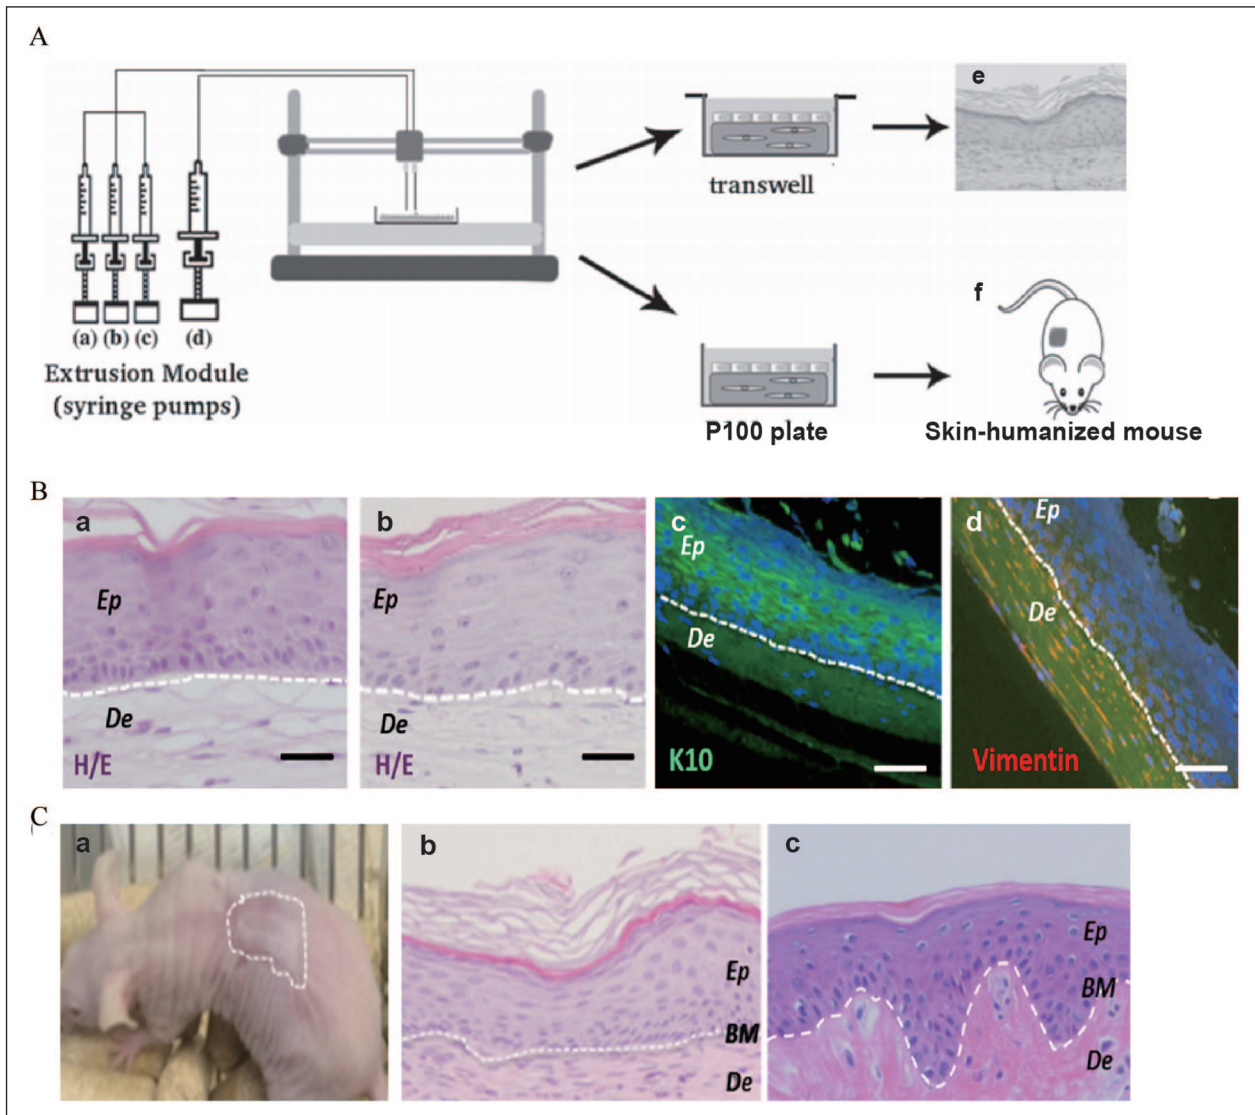 A
e
transwell
(a) (b) (c) (d)
Extrusion Module
(syringe pumps)
f
P100 plate
Skin-humanized mouse
B
a
Ep
De
H/E
b
Ep
De
H/E
c
Ep
De
K10
d
Ep
De
Vimentin
C
a
b
Ep
BM
De
c
Ep
BM
De